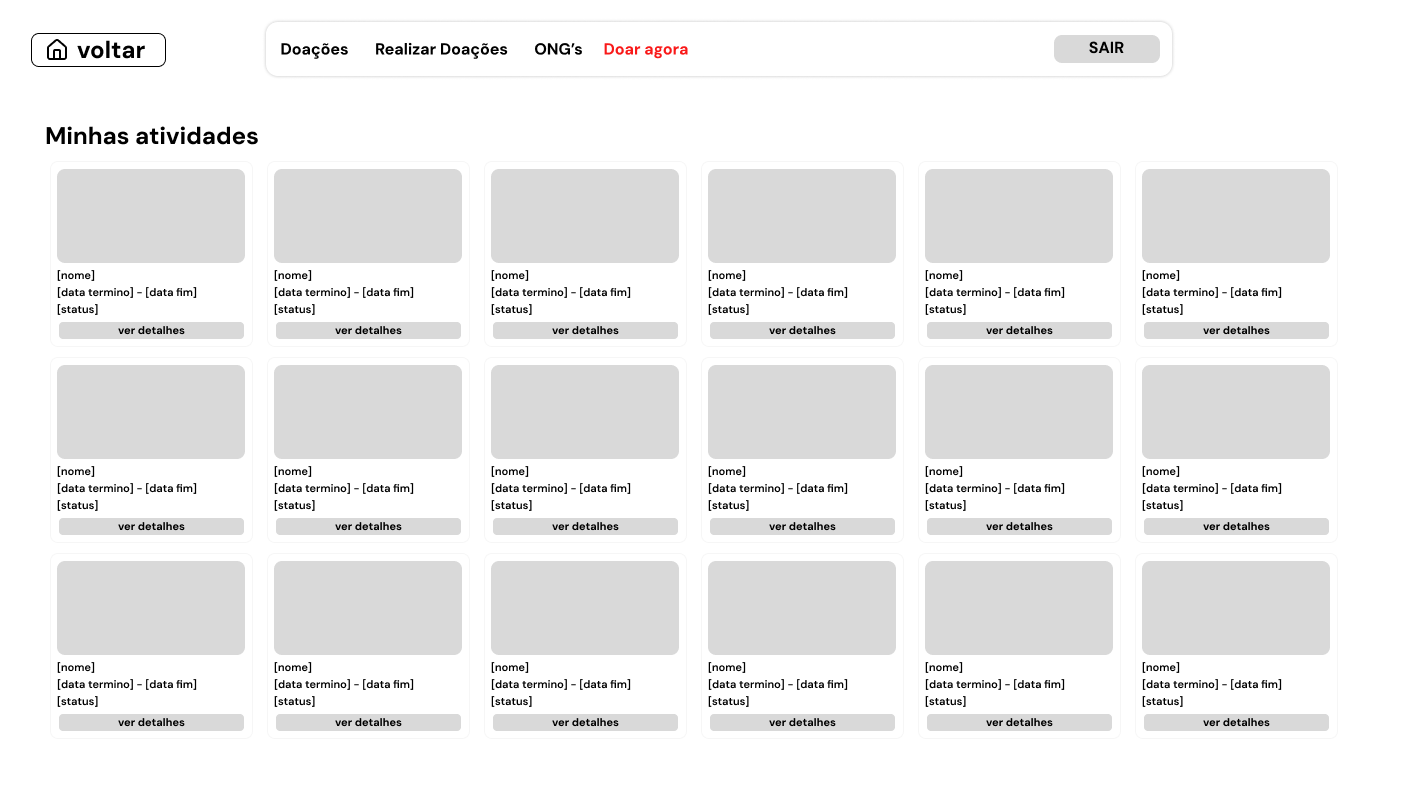 voltar
Doações Realizar Doações ONG’s Doar agora SAIR
Minhas atividades
[nome] [nome] [nome] [nome] [nome] [nome]
[data termino] - [data fim] [data termino] - [data fim] [data termino] - [data fim] [data termino] - [data fim] [data termino] - [data fim] [data termino] - [data fim]
[status] [status] [status] [status] [status] [status]
ver detalhes ver detalhes ver detalhes ver detalhes ver detalhes ver detalhes
[nome] [nome] [nome] [nome] [nome] [nome]
[data termino] - [data fim] [data termino] - [data fim] [data termino] - [data fim] [data termino] - [data fim] [data termino] - [data fim] [data termino] - [data fim]
[status] [status] [status] [status] [status] [status]
ver detalhes ver detalhes ver detalhes ver detalhes ver detalhes ver detalhes
[nome] [nome] [nome] [nome] [nome] [nome]
[data termino] - [data fim] [data termino] - [data fim] [data termino] - [data fim] [data termino] - [data fim] [data termino] - [data fim] [data termino] - [data fim]
[status] [status] [status] [status] [status] [status]
ver detalhes ver detalhes ver detalhes ver detalhes ver detalhes ver detalhes